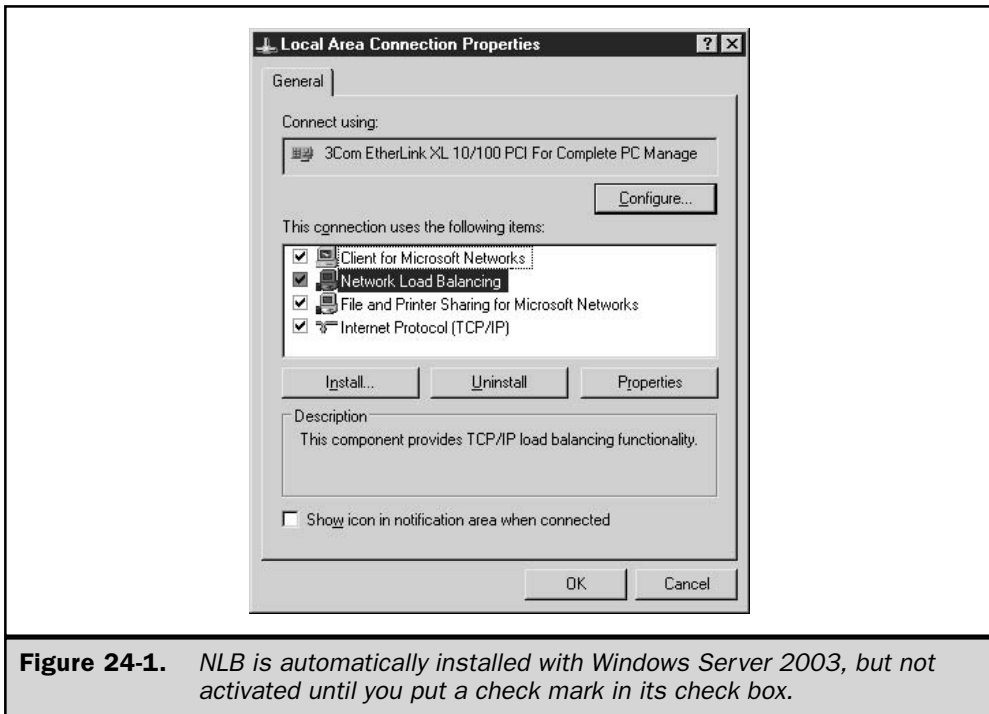 Local Area Connection Properties
General
Connect using:
3Com EtherLink XL 10/100 PCI For Complete PC Manage
Configure...
This connection uses the following items:
Client for Microsoft Networks
Network Load Balancing
File and Printer Sharing for Microsoft Networks
Internet Protocol (TCP/IP)
Install...
Uninstall
Properties
Description
This component provides TCP/IP load balancing functionality.
Show icon in notification area when connected
OK
Cancel
Figure 24-1. NLB is automatically installed with Windows Server 2003, but not
activated until you put a check mark in its check box.